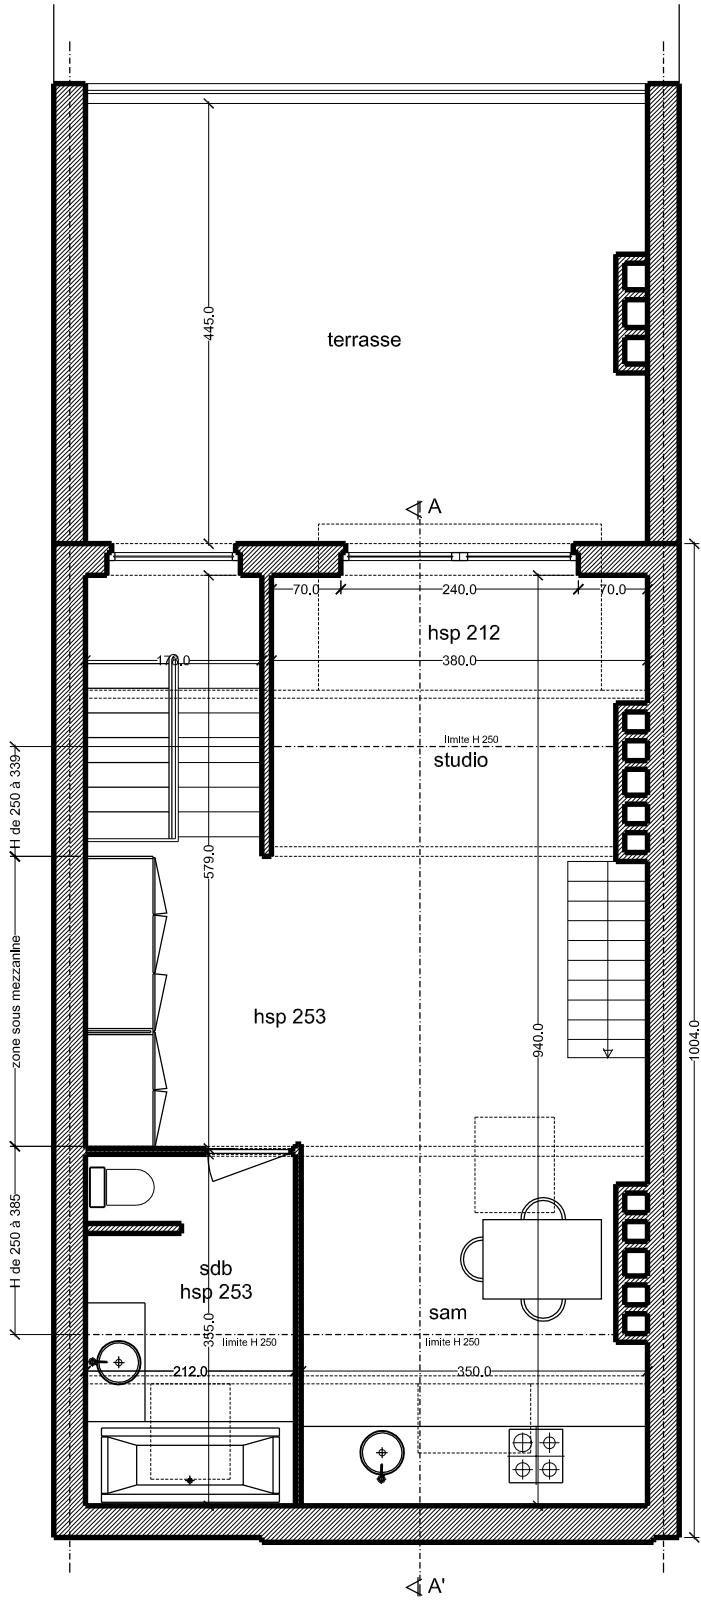 445.0
terrasse
A
70.0
240.0
70.0
hsp 212
380.0
limite H 250
studio
H de 250 à 339
579.0
zone sous mezzanine
hsp 253
940.0
1004.0
H de 250 à 385
sdb
hsp 253
355.0
sam
limite H 250
limite H 250
212.0
350.0
A'